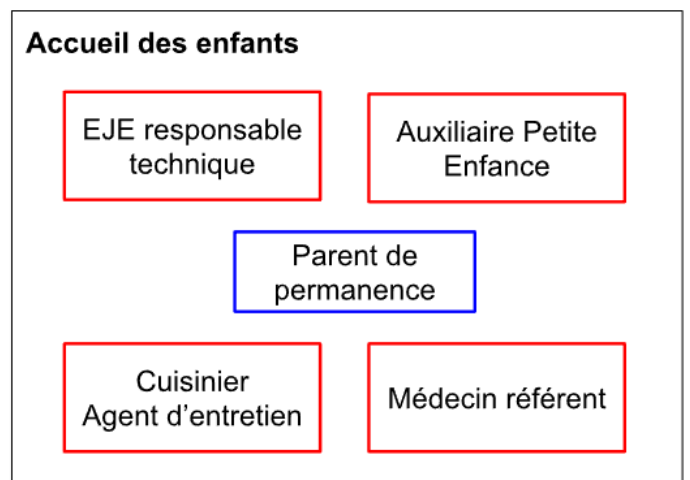 Accueil des enfants
EJE responsable
technique
Auxiliaire Petite
Enfance
Parent de
permanence
Cuisinier
Agent d’entretien
Médecin référent